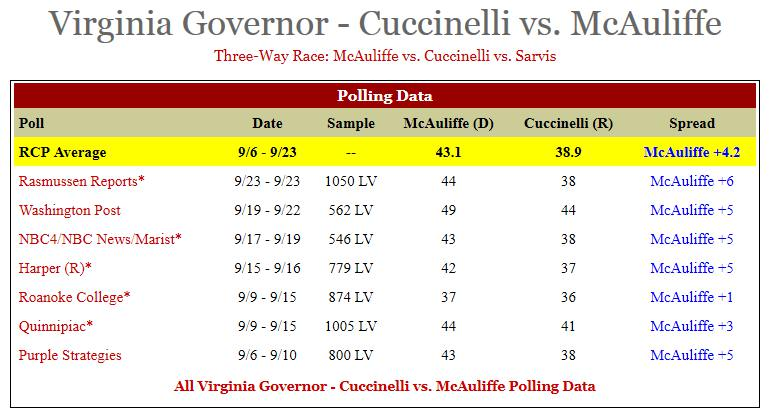 Virginia Governor - Cuccinelli vs. McAuliffe
Three-Way Race: McAuliffe vs. Cuccinelli vs. Sarvis
Polling Data
Poll Date Sample McAuliffe (D) Cuccinelli (R) Spread
RCP Average 9/6 - 9/23 -- 43.1 38.9 McAuliffe +4.2
Rasmussen Reports* 9/23 - 9/23 1050 LV 44 38 McAuliffe +6
Washington Post 9/19 - 9/22 562 LV 49 44 McAuliffe +5
NBC4/NBC News/Marist* 9/17 - 9/19 546 LV 43 38 McAuliffe +5
Harper (R)* 9/15 - 9/16 779 LV 42 37 McAuliffe +5
Roanoke College* 9/9 - 9/15 874 LV 37 36 McAuliffe +1
Quinnipiac* 9/9 - 9/15 1005 LV 44 41 McAuliffe +3
Purple Strategies 9/6 - 9/10 800 LV 43 38 McAuliffe +5
All Virginia Governor - Cuccinelli vs. McAuliffe Polling Data